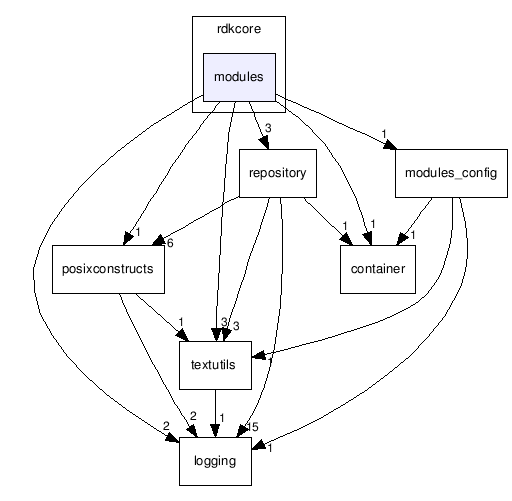 rdkcore
modules
3
1
repository
modules_config
1
6
1
1
1
posixconstructs
container
1
3
3
textutils
1
2
2
1
15
logging
1